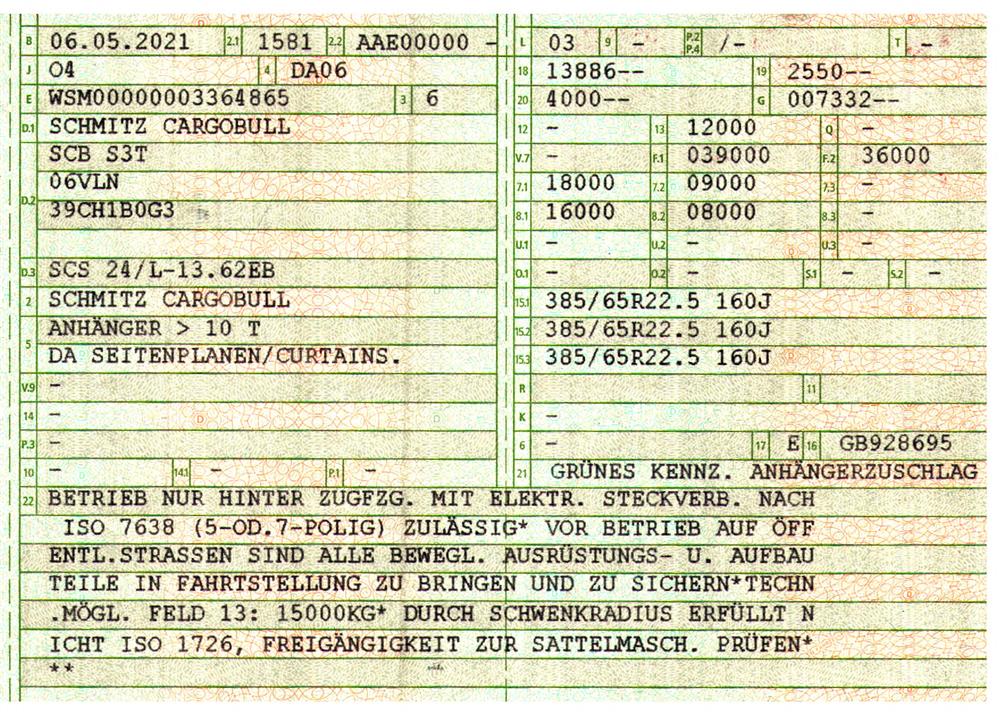 B 06.05.2021 2.1 1581 2.2 AAE00000 -
J O4 4 DA06
E WSM00000003364865 3 6
D.1 SCHMITZ CARGOBULL
SCB S3T
D.2 06VLN
39CH1B0G3
D.3 SCS 24/L-13.62EB
2 SCHMITZ CARGOBULL
5 ANHÄNGER > 10 T
DA SEITENPLANEN/CURTAINS.
V.9 -
14 -
P.3 -
10 - 14.1 - P.1 -
L 03 9 - P.2 P.4 /- T -
18 13886-- 19 2550--
20 4000-- G 007332--
12 - 13 12000 Q -
V.7 - F.1 039000 F.2 36000
7.1 18000 7.2 09000 7.3 -
8.1 16000 8.2 08000 8.3 -
U.1 - U.2 - U.3 -
O.1 - O.2 - S.1 - S.2 -
15.1 385/65R22.5 160J
15.2 385/65R22.5 160J
15.3 385/65R22.5 160J
R 11
K -
6 - 17 E 16 GB928695
21 GRÜNES KENNZ. ANHÄNGERZUSCHLAG
22 BETRIEB NUR HINTER ZUGFZG. MIT ELEKTR. STECKVERB. NACH
ISO 7638 (5-OD.7-POLIG) ZULÄSSIG* VOR BETRIEB AUF ÖFF
ENTL.STRASSEN SIND ALLE BEWEGL. AUSRÜSTUNGS- U. AUFBAU
TEILE IN FAHRTSTELLUNG ZU BRINGEN UND ZU SICHERN*TECHN
.MÖGL. FELD 13: 15000KG* DURCH SCHWENKRADIUS ERFÜLLT N
ICHT ISO 1726, FREIGÄNGIGKEIT ZUR SATTELMASCH. PRÜFEN*
**